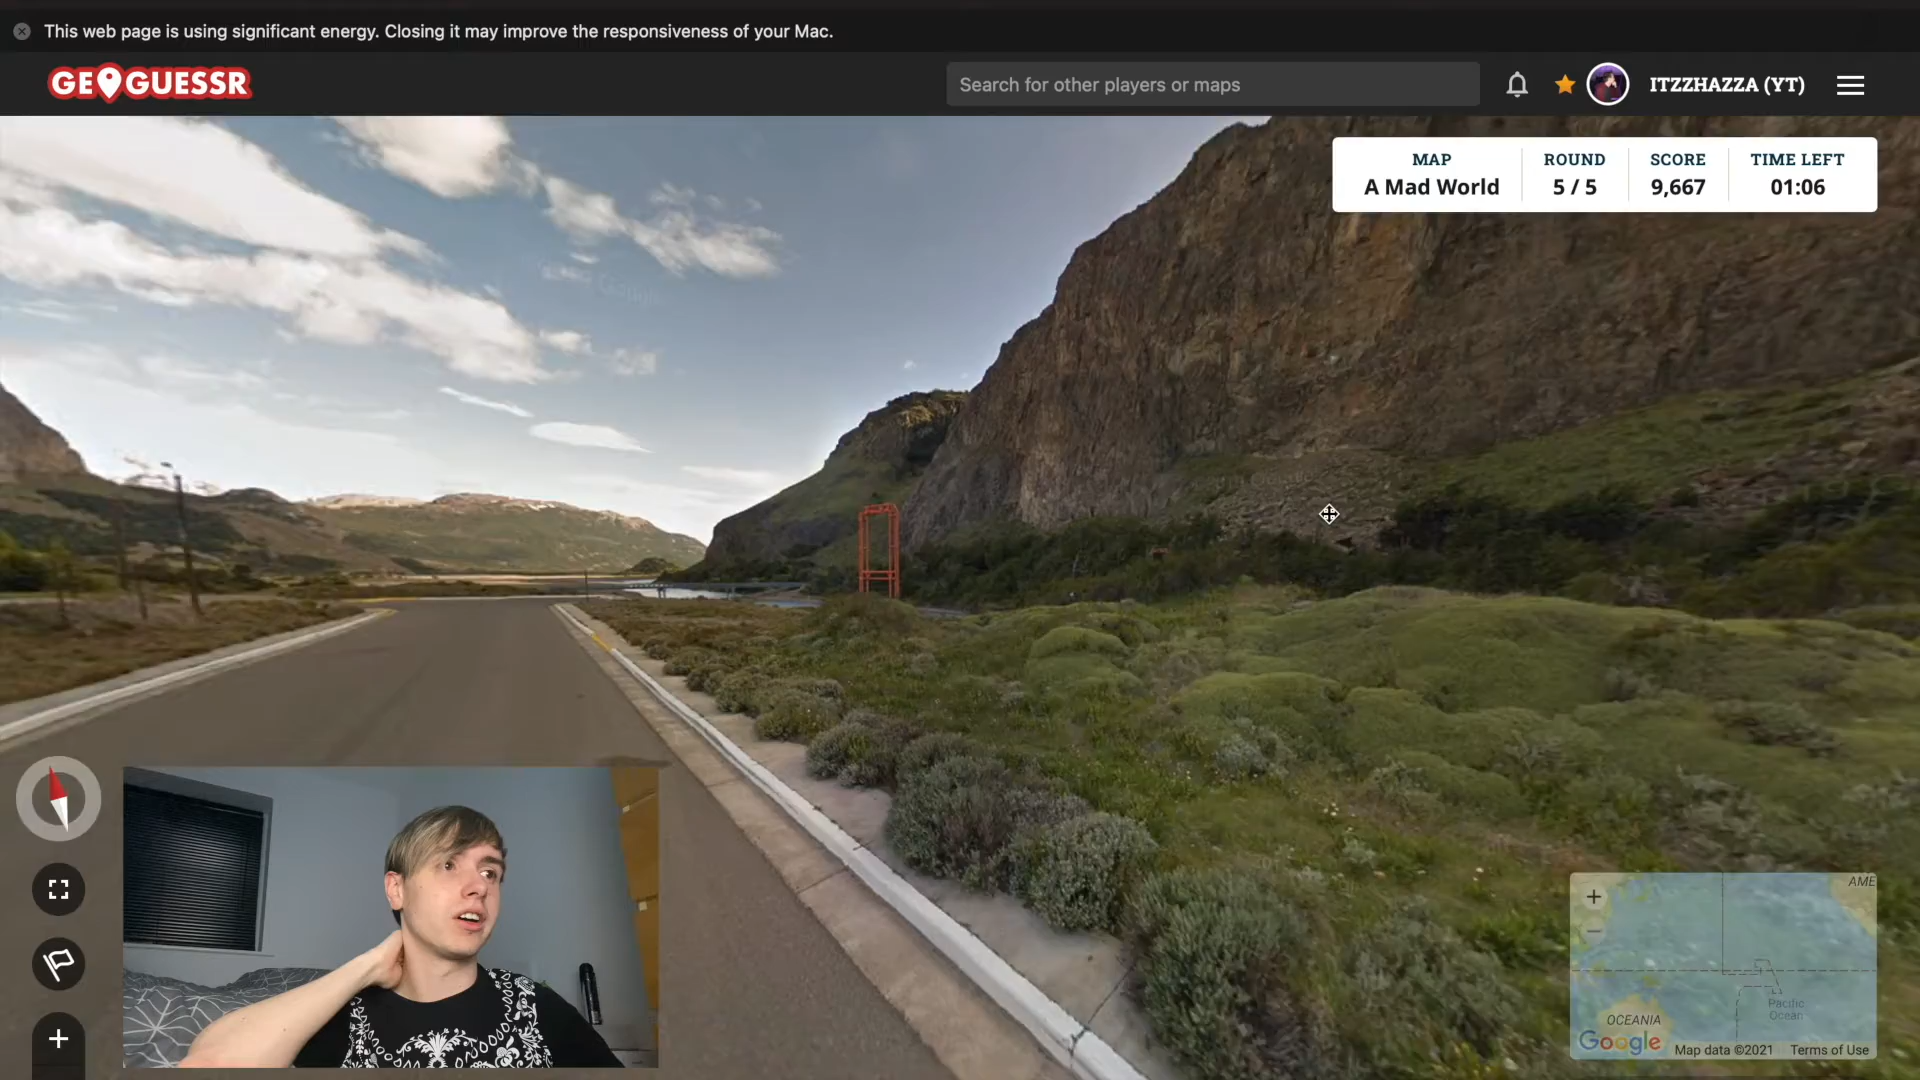 This web page is using significant energy. Closing it may improve the responsiveness of your Mac.
GEOGUESSR
Search for other players or maps
ITZZHAZZA (YT)
MAP ROUND SCORE TIME LEFT
A Mad World 5 / 5 9,667 01:06
AME
Pacific
Ocean
OCEANIA
Google
Map data ©2021 Terms of Use